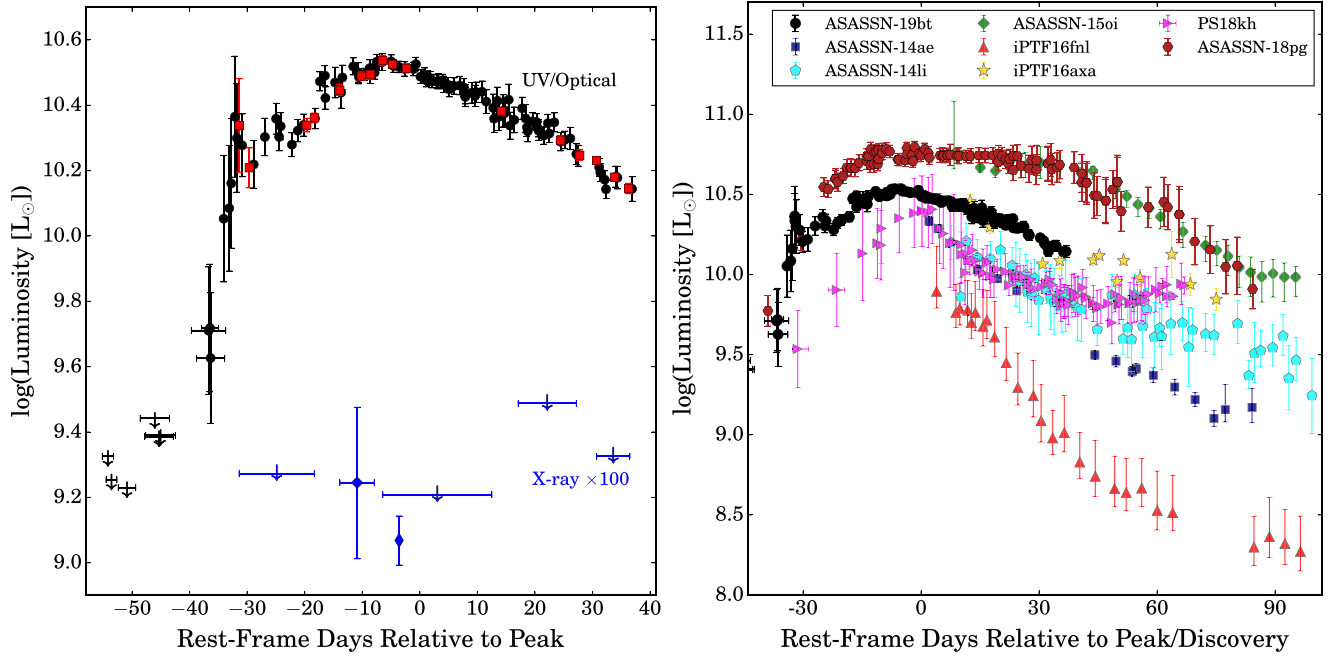 10.6
10.4
10.2
10.0
9.8
9.6
9.4
9.2
9.0
log(Luminosity [L⊙])
UV/Optical
X-ray ×100
−50 −40 −30 −20 −10 0 10 20 30 40
Rest-Frame Days Relative to Peak
ASASSN-19bt ASASSN-15oi PS18kh
ASASSN-14ae iPTF16fnl ASASSN-18pg
ASASSN-14li iPTF16axa
11.5
11.0
10.5
10.0
9.5
9.0
8.5
8.0
log(Luminosity [L⊙])
-30 0 30 60 90
Rest-Frame Days Relative to Peak/Discovery